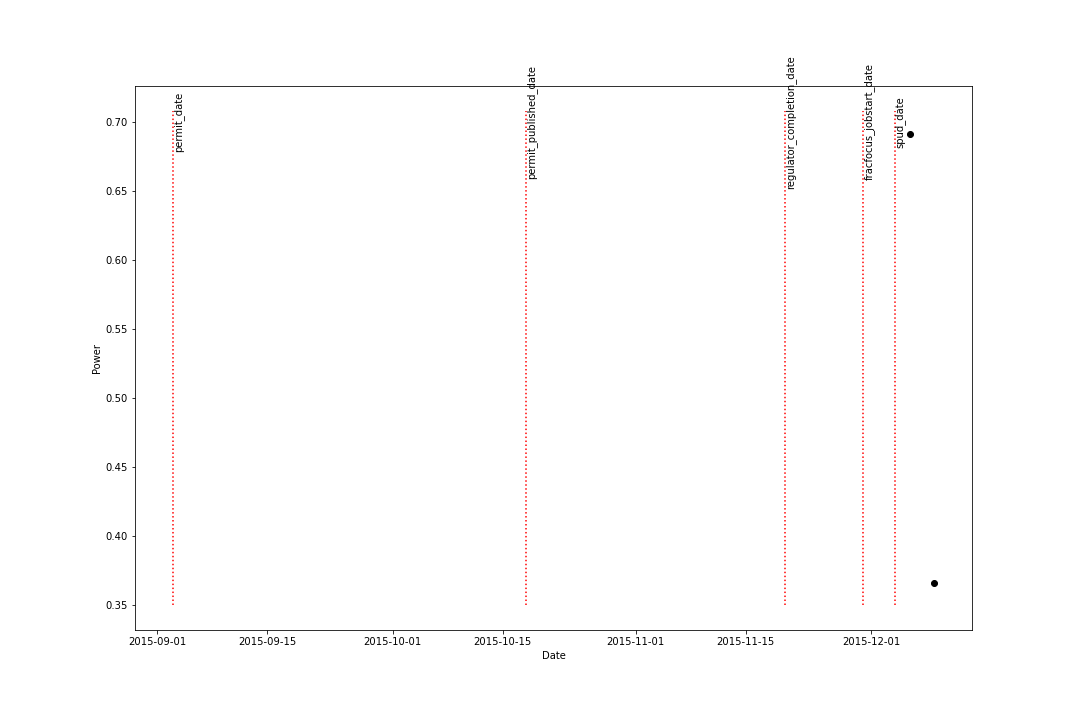 permit_date
permit_published_date
regulator_completion_date
fracfocus_jobstart_date
spud_date
0.70
0.65
0.60
0.55
0.50
0.45
0.40
0.35
Power
2015-09-01
2015-09-15
2015-10-01
2015-10-15
2015-11-01
2015-11-15
2015-12-01
Date